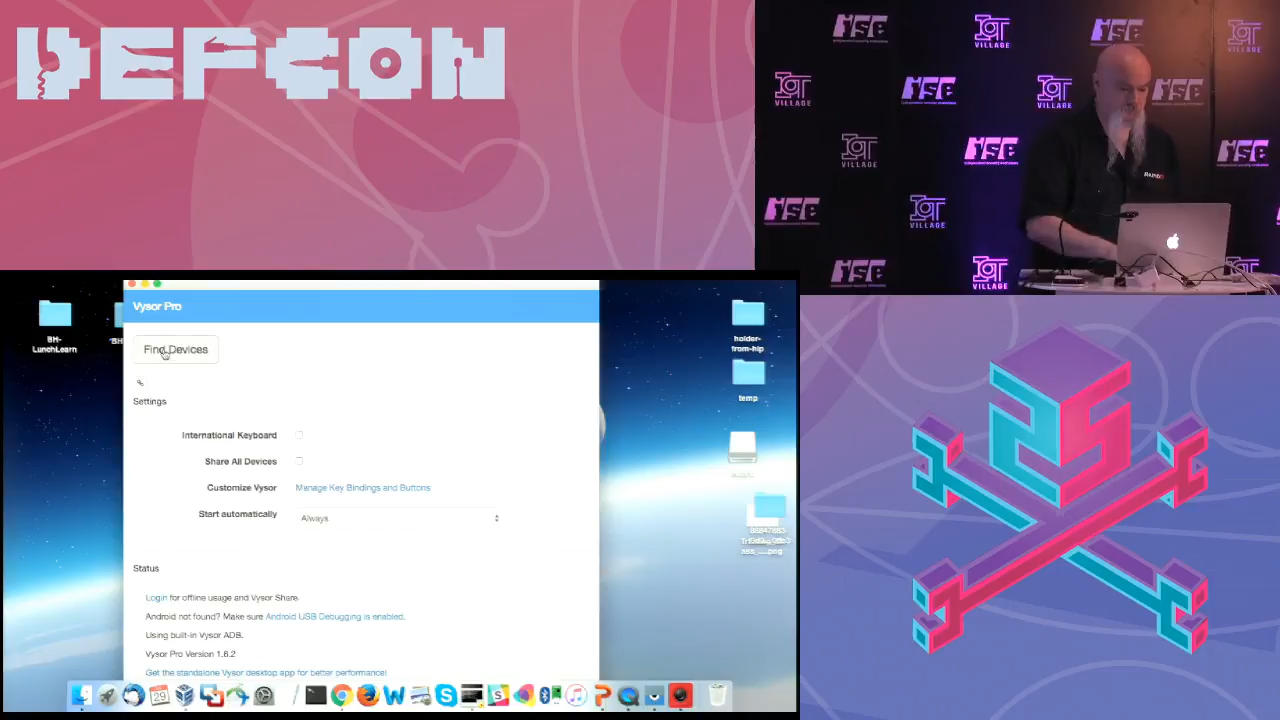 DEFCON
ISE
IOT
VILLAGE
RAPID7
BH-
LunchLearn
Vysor Pro
Find Devices
Settings
International Keyboard
Share All Devices
Customize Vysor
Manage Key Bindings and Buttons
Start automatically
Always
Status
Login for offline usage and Vysor Share.
Android not found? Make sure Android USB Debugging is enabled.
Using built-in Vysor ADB.
Vysor Pro Version 1.6.2
Get the standalone Vysor desktop app for better performance!
holder-
from-hip
temp
29
25